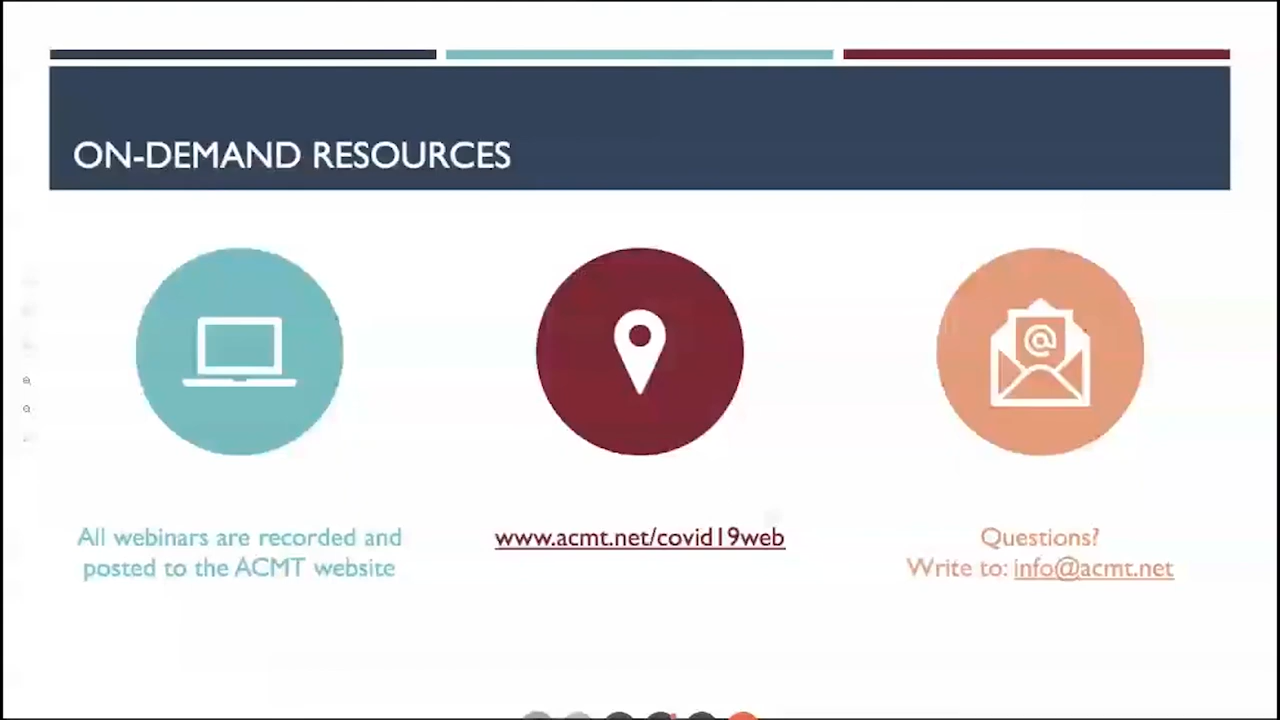 ON-DEMAND RESOURCES
All webinars are recorded and
posted to the ACMT website
www.acmt.net/covid19web
Questions?
Write to: info@acmt.net